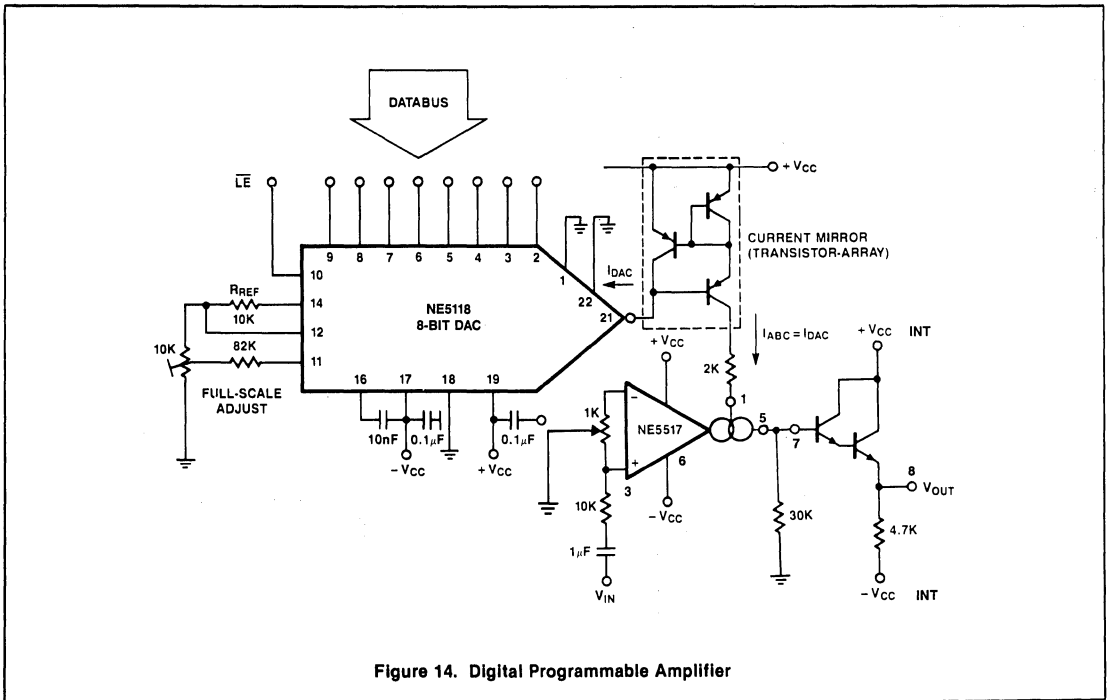 DATABUS
LE
+ VCC
9 8 7 6 5 4 3 2
1
22
10
IDAC
CURRENT MIRROR
(TRANSISTOR-ARRAY)
RREF
10K
14
NE5118
8-BIT DAC
21
12
IABC = IDAC
10K
82K
11
+ VCC
+ VCC INT
FULL-SCALE
ADJUST
16 17 18 19
2K
1
10nF
0.1μF
0.1μF
1K
−
NE5517
5
7
− VCC
+ VCC
+
6
3
8
VOUT
10K
− VCC
30K
4.7K
1μF
VIN
− VCC INT
Figure 14. Digital Programmable Amplifier